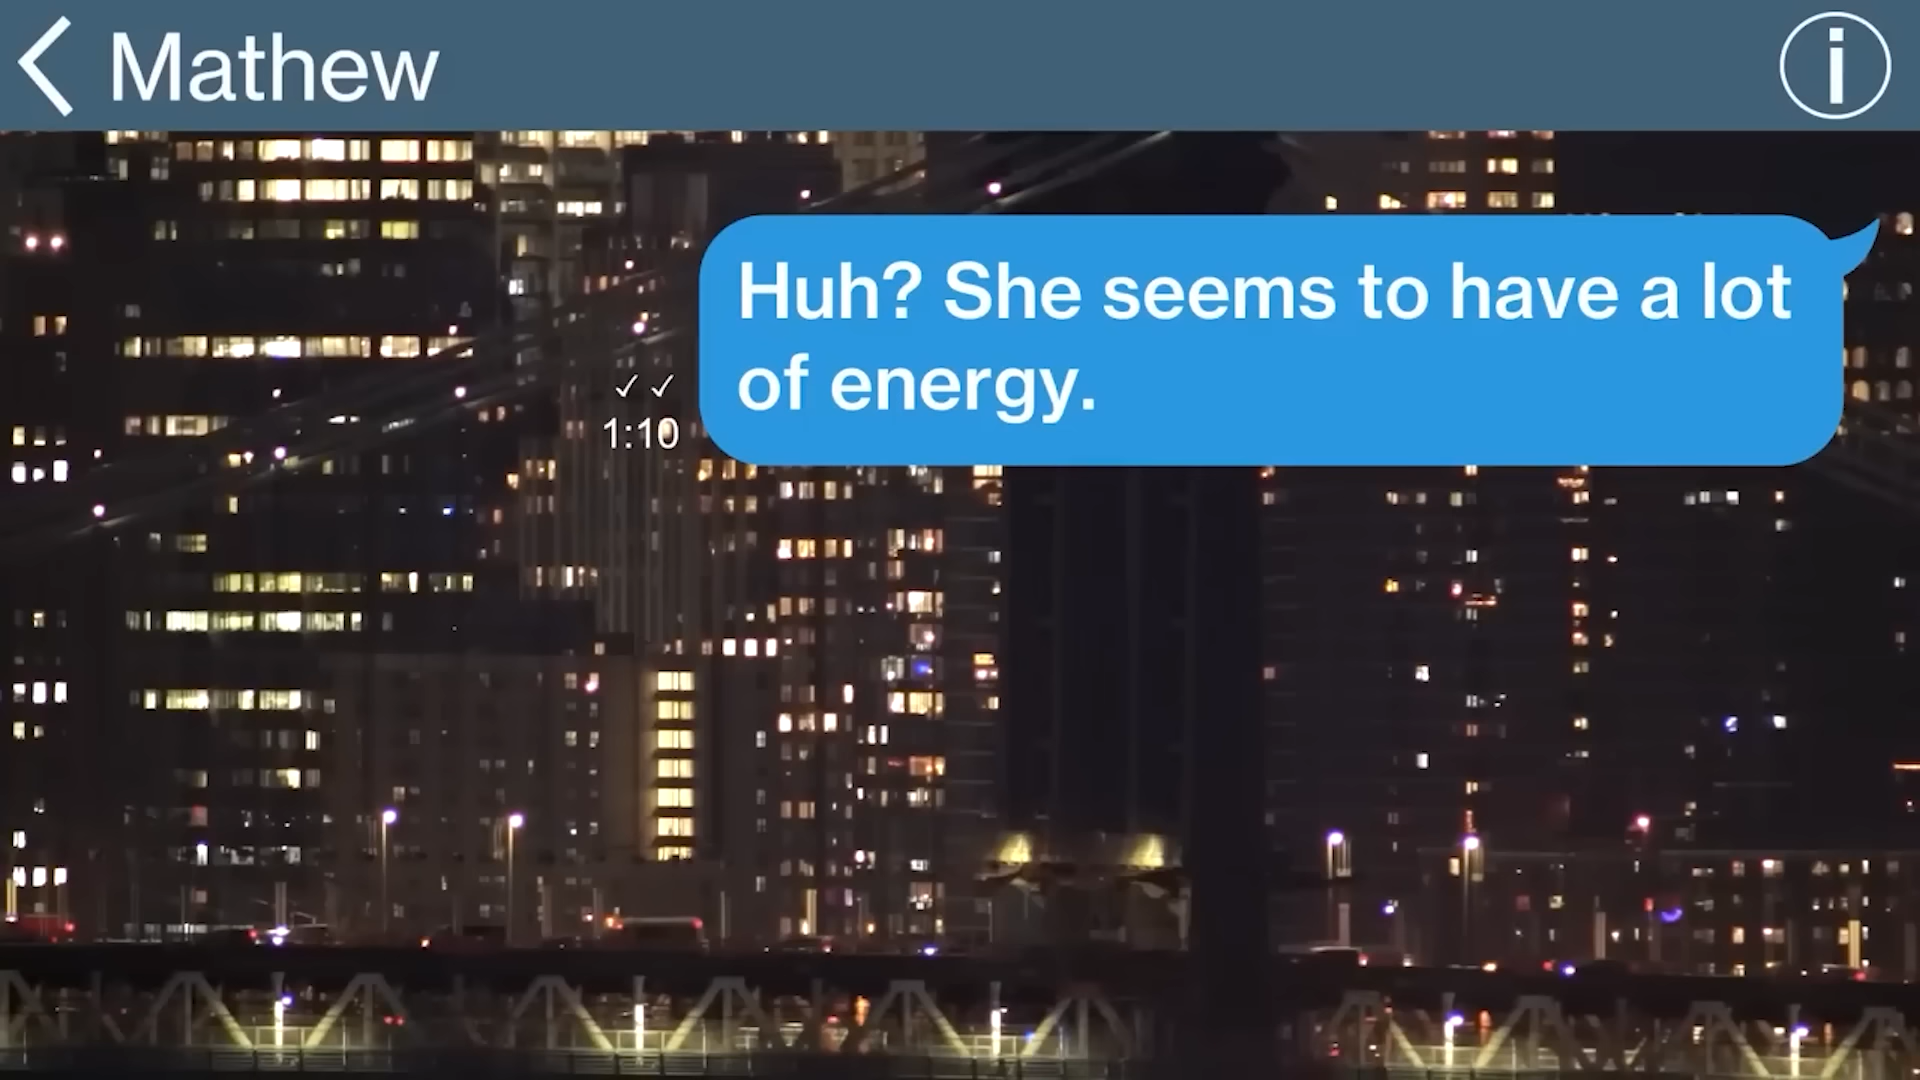 Mathew
Huh? She seems to have a lot
of energy.
✓ ✓
1:10